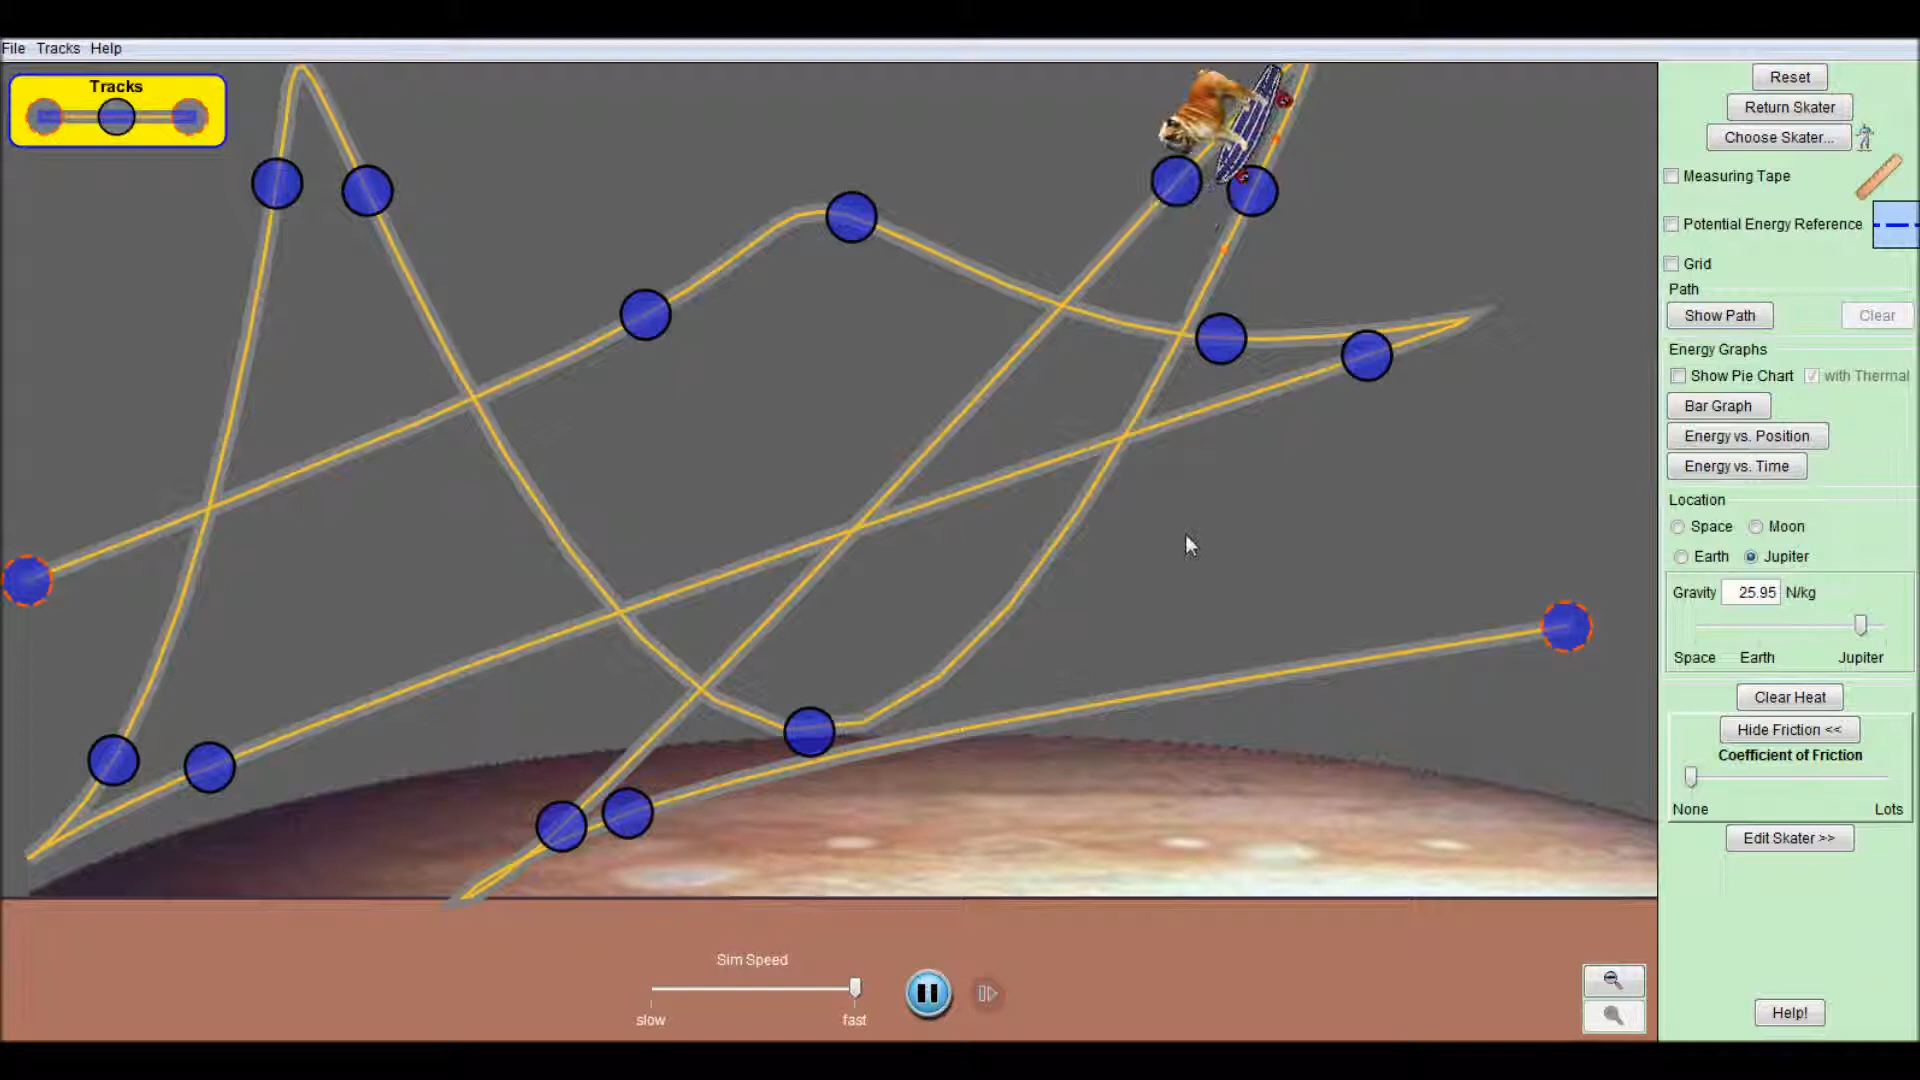 File Tracks Help
Tracks
Reset
Return Skater
Choose Skater...
Measuring Tape
Potential Energy Reference
Grid
Path
Show Path Clear
Energy Graphs
Show Pie Chart with Thermal
Bar Graph
Energy vs. Position
Energy vs. Time
Location
Space Moon
Earth Jupiter
Gravity 25.95 N/kg
Space Earth Jupiter
Clear Heat
Hide Friction <<
Coefficient of Friction
None Lots
Edit Skater >>
Sim Speed
slow fast
Help!